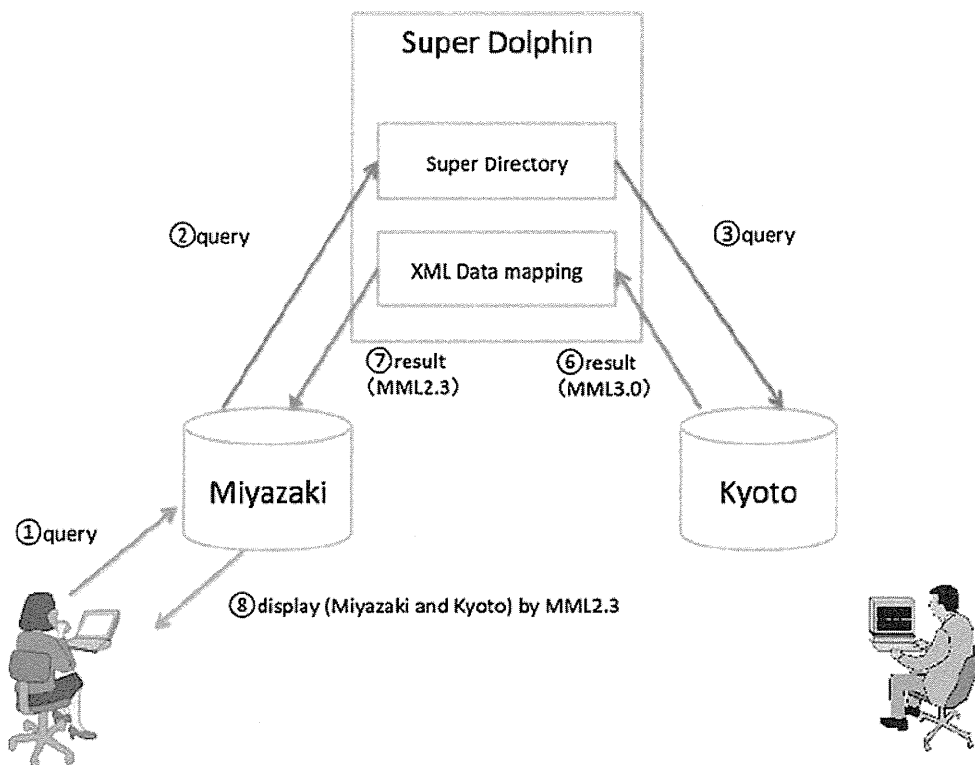 Super Dolphin
Super Directory
②query
③query
XML Data mapping
⑦result
(MML2.3)
⑥result
(MML3.0)
Miyazaki
Kyoto
①query
⑧display (Miyazaki and Kyoto) by MML2.3